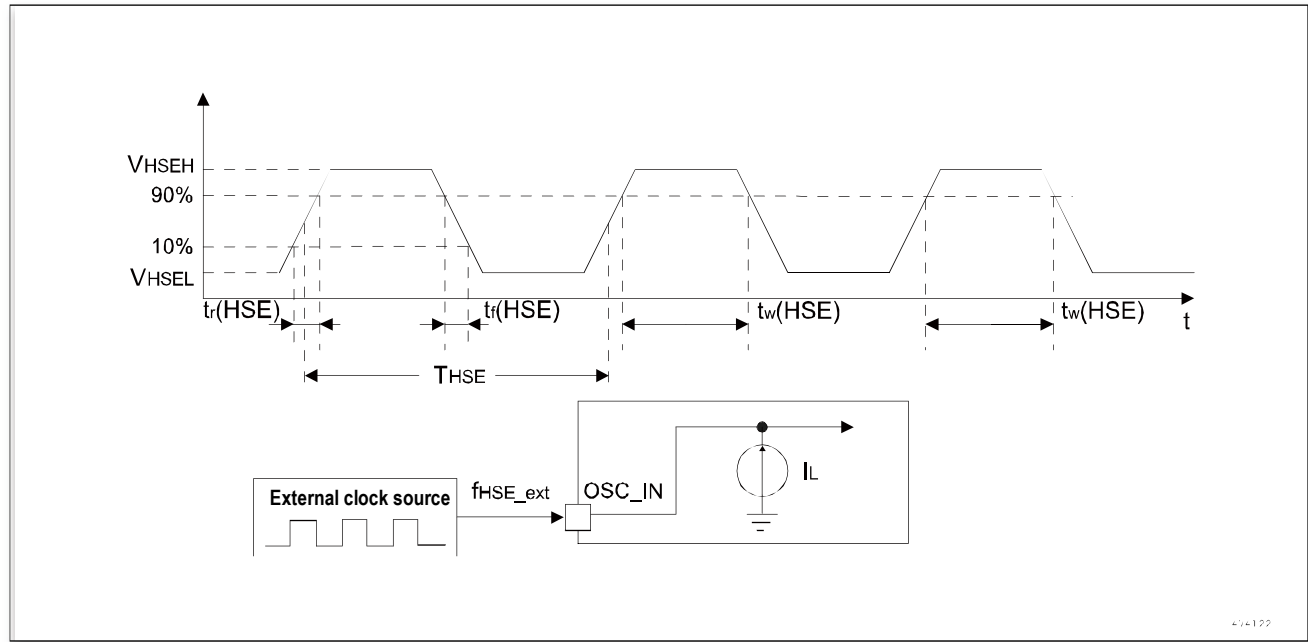 VHSEH
90%
10%
VHSEL
tr(HSE) tf(HSE) tw(HSE) tw(HSE)
t
THSE
External clock source
fHSE_ext OSC_IN
IL